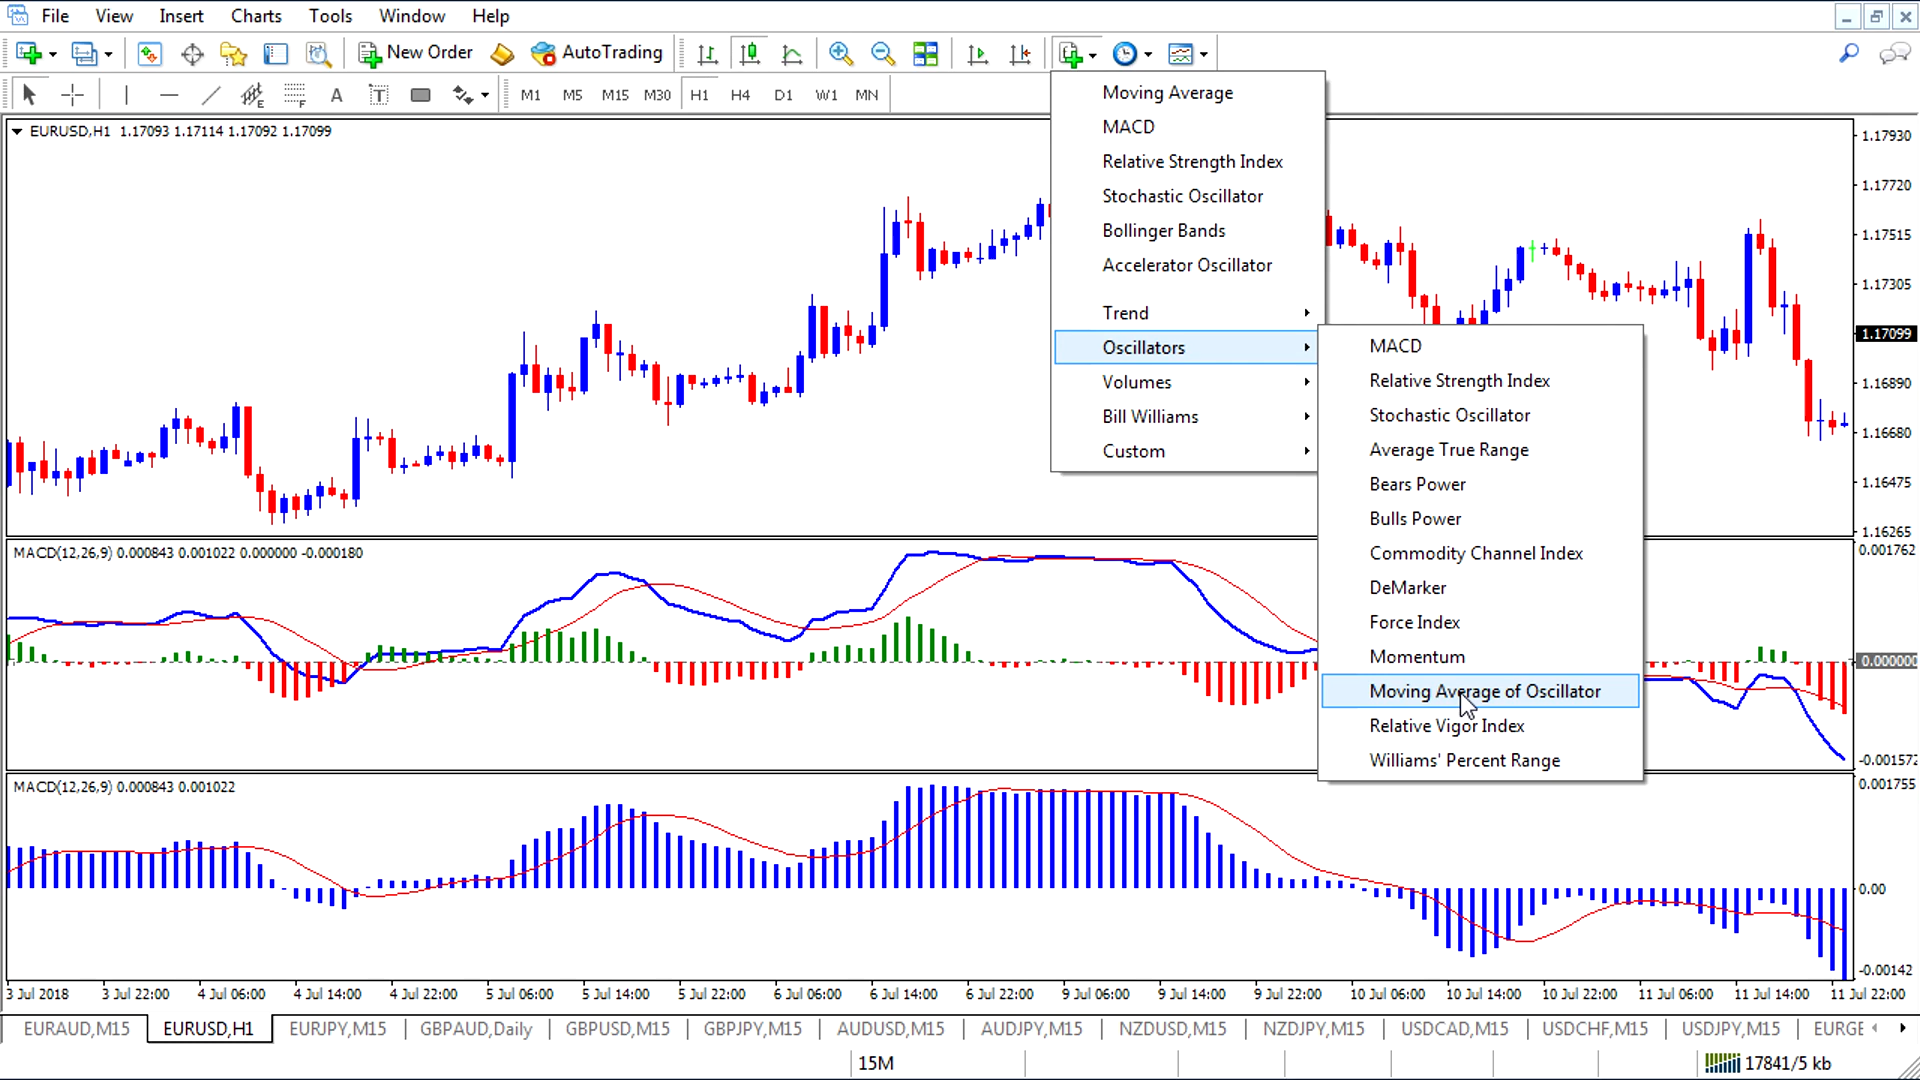 File View Insert Charts Tools Window Help
New Order AutoTrading
A T M1 M5 M15 M30 H1 H4 D1 W1 MN
EURUSD,H1 1.17093 1.17114 1.17092 1.17099
Moving Average
MACD
Relative Strength Index
Stochastic Oscillator
Bollinger Bands
Accelerator Oscillator
Trend
Oscillators
Volumes
Bill Williams
Custom
MACD
Relative Strength Index
Stochastic Oscillator
Average True Range
Bears Power
Bulls Power
Commodity Channel Index
DeMarker
Force Index
Momentum
Moving Average of Oscillator
Relative Vigor Index
Williams' Percent Range
1.17930
1.17720
1.17515
1.17305
1.17099
1.16890
1.16680
1.16475
1.16265
MACD(12,26,9) 0.000843 0.001022 0.000000 -0.000180
0.001762
0.000000
-0.001572
MACD(12,26,9) 0.000843 0.001022
0.001755
0.00
-0.00142
3 Jul 2018 3 Jul 22:00 4 Jul 06:00 4 Jul 14:00 4 Jul 22:00 5 Jul 06:00 5 Jul 14:00 5 Jul 22:00 6 Jul 06:00 6 Jul 14:00 6 Jul 22:00 9 Jul 06:00 9 Jul 14:00 9 Jul 22:00 10 Jul 06:00 10 Jul 14:00 10 Jul 22:00 11 Jul 06:00 11 Jul 14:00 11 Jul 22:00
EURAUD,M15 EURUSD,H1 EURJPY,M15 GBPAUD,Daily GBPUSD,M15 GBPJPY,M15 AUDUSD,M15 AUDJPY,M15 NZDUSD,M15 NZDJPY,M15 USDCAD,M15 USDCHF,M15 USDJPY,M15 EURGE
15M 17841/5 kb